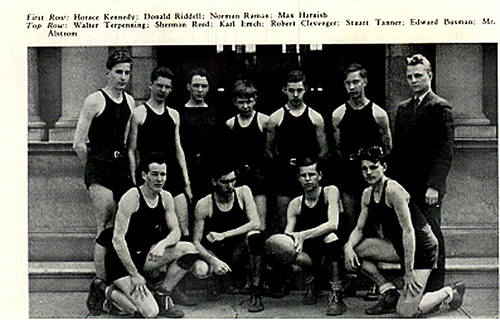 First Row: Horace Kennedy; Donald Riddell; Norman Raman; Max Harnish
Top Row: Walter Terpenning; Sherman Reed; Karl Emch; Robert Clevenger; Stuart Tanner; Edward Busman; Mr.
Alstrom